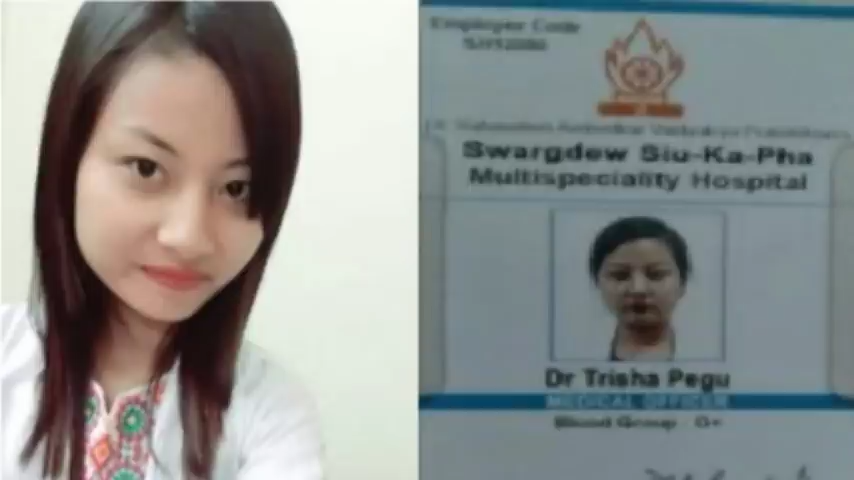 Employee Code
Swargdew Siu-Ka-Pha
Multispeciality Hospital
Dr Trisha Pegu
MEDICAL OFFICER
Blood Group O+